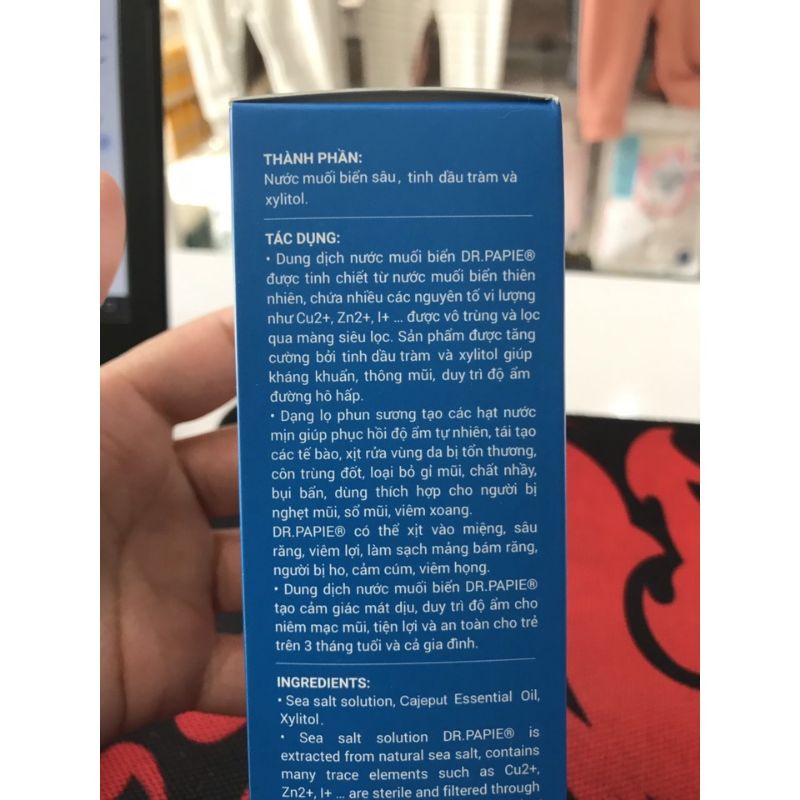 THÀNH PHẦN:
Nước muối biển sâu, tinh dầu tràm và
xylitol.
TÁC DỤNG:
• Dung dịch nước muối biển DR.PAPIE®
được tinh chiết từ nước muối biển thiên
nhiên, chứa nhiều các nguyên tố vi lượng
như Cu2+, Zn2+, I+ ... được vô trùng và lọc
qua màng siêu lọc. Sản phẩm được tăng
cường bởi tinh dầu tràm và xylitol giúp
kháng khuẩn, thông mũi, duy trì độ ẩm
đường hô hấp.
• Dạng lọ phun sương tạo các hạt nước
mịn giúp phục hồi độ ẩm tự nhiên, tái tạo
các tế bào, xịt rửa vùng da bị tổn thương,
côn trùng đốt, loại bỏ gỉ mũi, chất nhầy,
bụi bẩn, dùng thích hợp cho người bị
nghẹt mũi, sổ mũi, viêm xoang.
DR.PAPIE® có thể xịt vào miệng, sâu
răng, viêm lợi, làm sạch mảng bám răng,
người bị ho, cảm cúm, viêm họng.
• Dung dịch nước muối biển DR.PAPIE®
tạo cảm giác mát dịu, duy trì độ ẩm cho
niêm mạc mũi, tiện lợi và an toàn cho trẻ
trên 3 tháng tuổi và cả gia đình.
INGREDIENTS:
• Sea salt solution, Cajeput Essential Oil,
Xylitol.
• Sea salt solution DR.PAPIE® is
extracted from natural sea salt, contains
many trace elements such as Cu2+,
Zn2+, I+ ... are sterile and filtered through